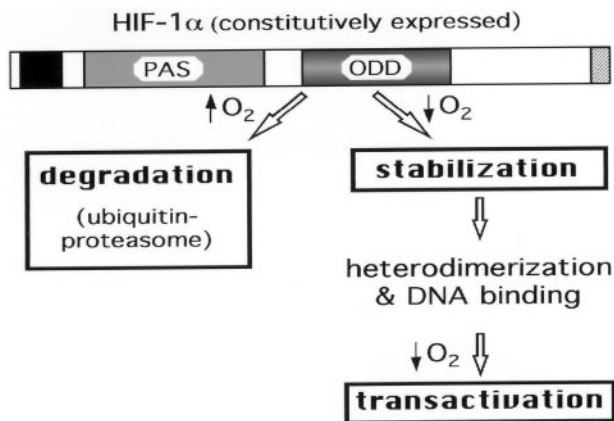 HIF-1α (constitutively expressed)
PAS
ODD
↑O₂
↓O₂
degradation
(ubiquitin-
proteasome)
stabilization
heterodimerization
& DNA binding
↓O₂
transactivation